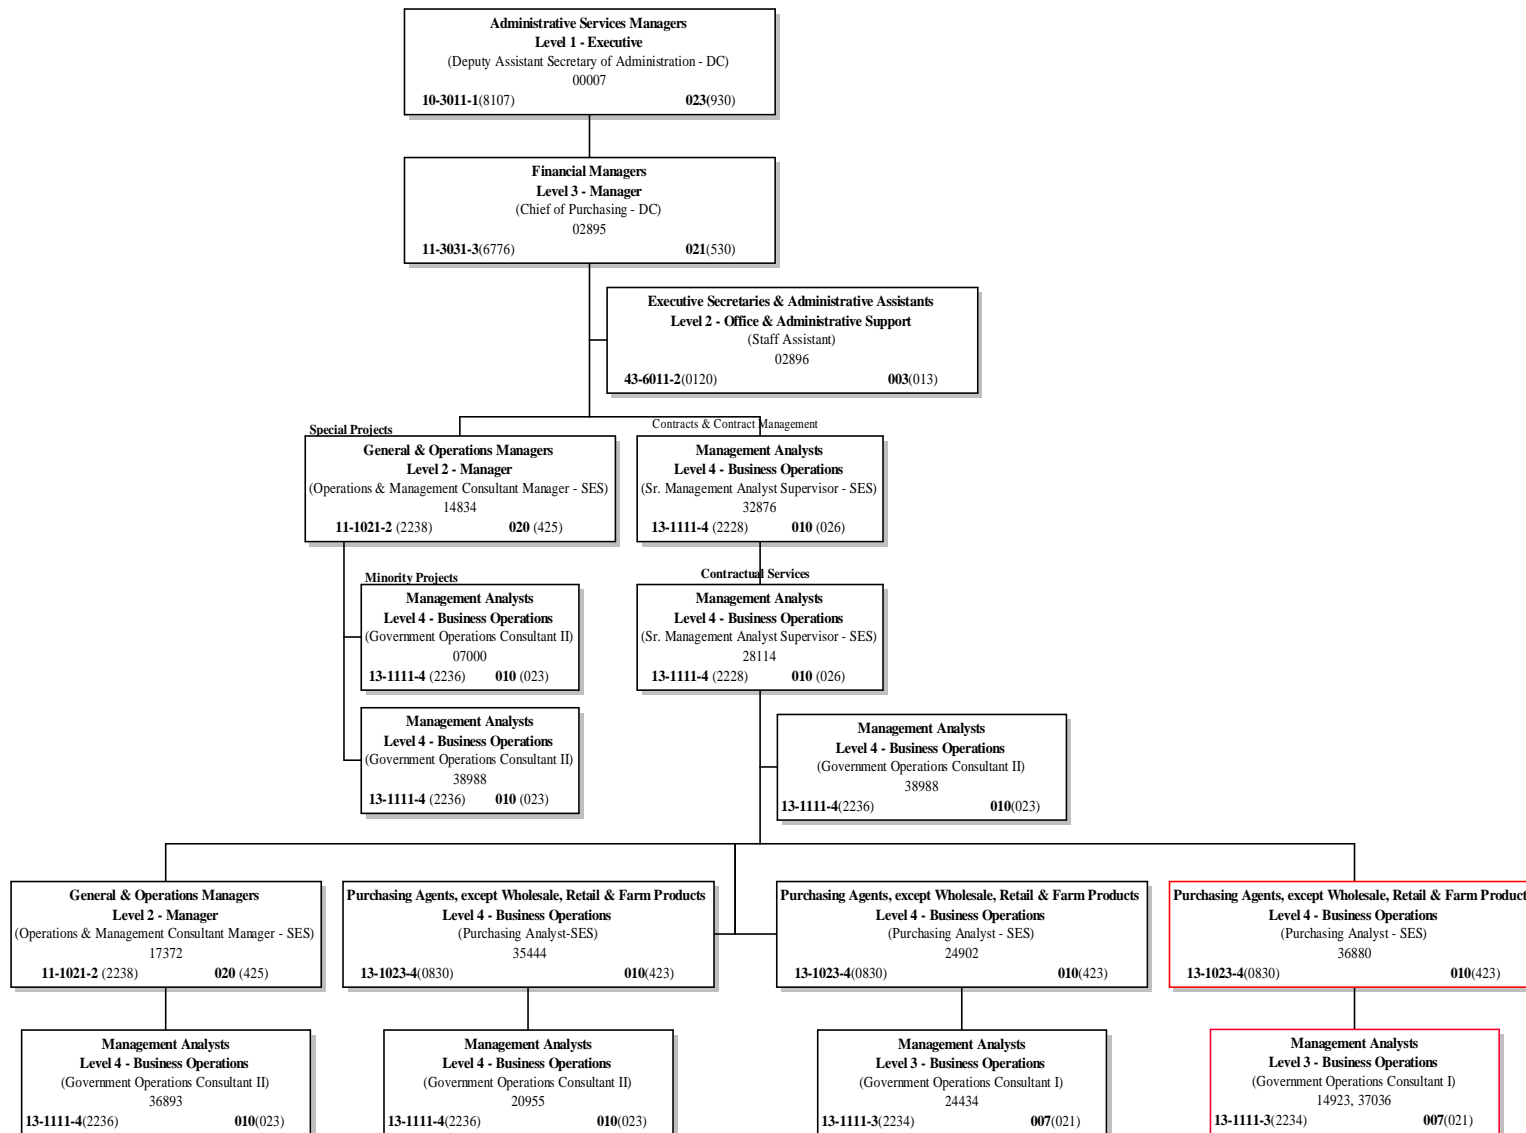 Administrative Services Managers
Level 1 - Executive
(Deputy Assistant Secretary of Administration - DC)
00007
10-3011-1(8107) 023(930)
Financial Managers
Level 3 - Manager
(Chief of Purchasing - DC)
02895
11-3031-3(6776) 021(530)
Executive Secretaries & Administrative Assistants
Level 2 - Office & Administrative Support
(Staff Assistant)
02896
43-6011-2(0120) 003(013)
Special Projects
General & Operations Managers
Level 2 - Manager
(Operations & Management Consultant Manager - SES)
14834
11-1021-2 (2238) 020 (425)
Contracts & Contract Management
Management Analysts
Level 4 - Business Operations
(Sr. Management Analyst Supervisor - SES)
32876
13-1111-4 (2228) 010 (026)
Minority Projects
Management Analysts
Level 4 - Business Operations
(Government Operations Consultant II)
07000
13-1111-4 (2236) 010 (023)
Contractual Services
Management Analysts
Level 4 - Business Operations
(Sr. Management Analyst Supervisor - SES)
28114
13-1111-4 (2228) 010 (026)
Management Analysts
Level 4 - Business Operations
(Government Operations Consultant II)
38988
13-1111-4 (2236) 010 (023)
Management Analysts
Level 4 - Business Operations
(Government Operations Consultant II)
38988
13-1111-4(2236) 010(023)
General & Operations Managers
Level 2 - Manager
(Operations & Management Consultant Manager - SES)
17372
11-1021-2 (2238) 020 (425)
Purchasing Agents, except Wholesale, Retail & Farm Products
Level 4 - Business Operations
(Purchasing Analyst-SES)
35444
13-1023-4(0830) 010(423)
Purchasing Agents, except Wholesale, Retail & Farm Products
Level 4 - Business Operations
(Purchasing Analyst - SES)
24902
13-1023-4(0830) 010(423)
Purchasing Agents, except Wholesale, Retail & Farm Product
Level 4 - Business Operations
(Purchasing Analyst - SES)
36880
13-1023-4(0830) 010(423)
Management Analysts
Level 4 - Business Operations
(Government Operations Consultant II)
36893
13-1111-4(2236) 010(023)
Management Analysts
Level 4 - Business Operations
(Government Operations Consultant II)
20955
13-1111-4(2236) 010(023)
Management Analysts
Level 3 - Business Operations
(Government Operations Consultant I)
24434
13-1111-3(2234) 007(021)
Management Analysts
Level 3 - Business Operations
(Government Operations Consultant I)
14923, 37036
13-1111-3(2234) 007(021)